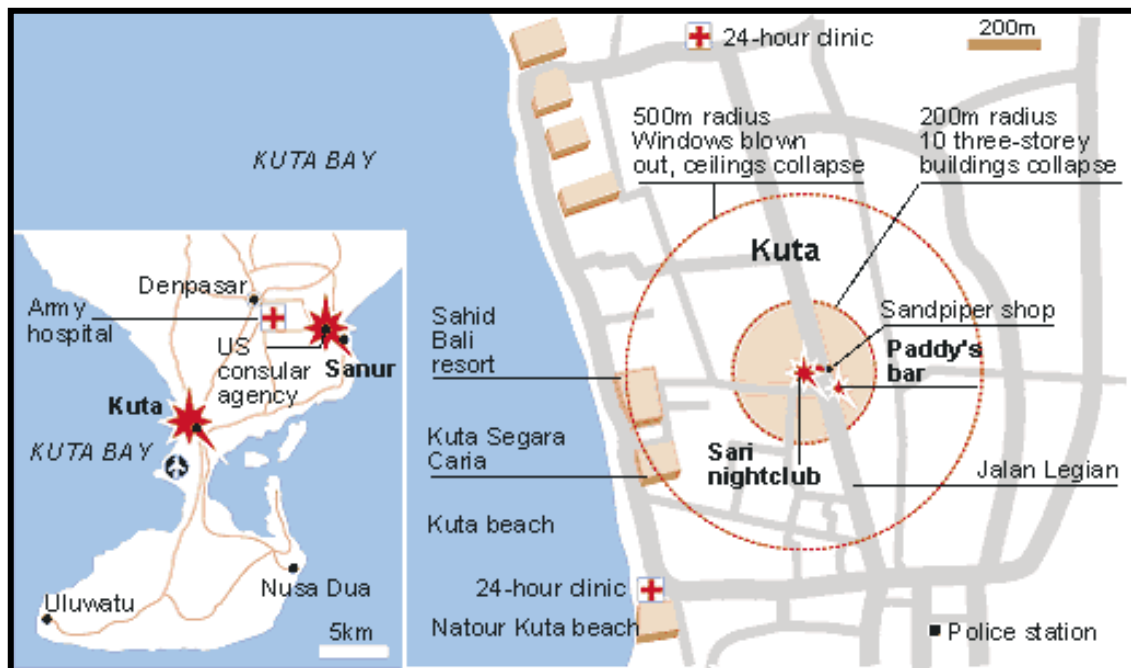 24-hour clinic
200m
500m radius
Windows blown
out, ceilings collapse
200m radius
10 three-storey
buildings collapse
KUTA BAY
Kuta
Denpasar
Army
hospital
US
consular
agency
Sanur
Kuta
KUTA BAY
Nusa Dua
Uluwatu
5km
Sahid
Bali
resort
Sandpiper shop
Paddy's
bar
Kuta Segara
Caria
Sari
nightclub
Jalan Legian
Kuta beach
24-hour clinic
Natour Kuta beach
Police station